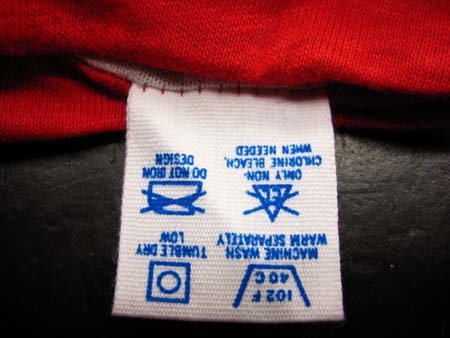 102 F
40 C
MACHINE WASH
WARM SEPARATELY
TUMBLE DRY
LOW
CL
ONLY NON-
CHLORINE BLEACH,
WHEN NEEDED
DO NOT IRON
DESIGN